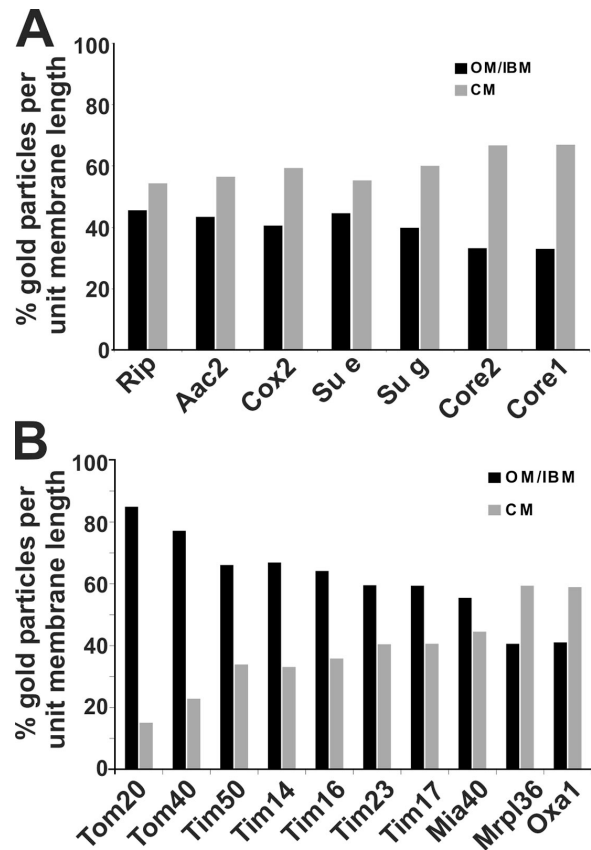 A
% gold particles per
unit membrane length
100
80
60
40
20
0
OM/IBM
CM
Rip
Aac2
Cox2
Su e
Su g
Core2
Core1
B
% gold particles per
unit membrane length
100
80
60
40
20
0
OM/IBM
CM
Tom20
Tom40
Tim50
Tim14
Tim16
Tim23
Tim17
Mia40
Mrpl36
Oxa1